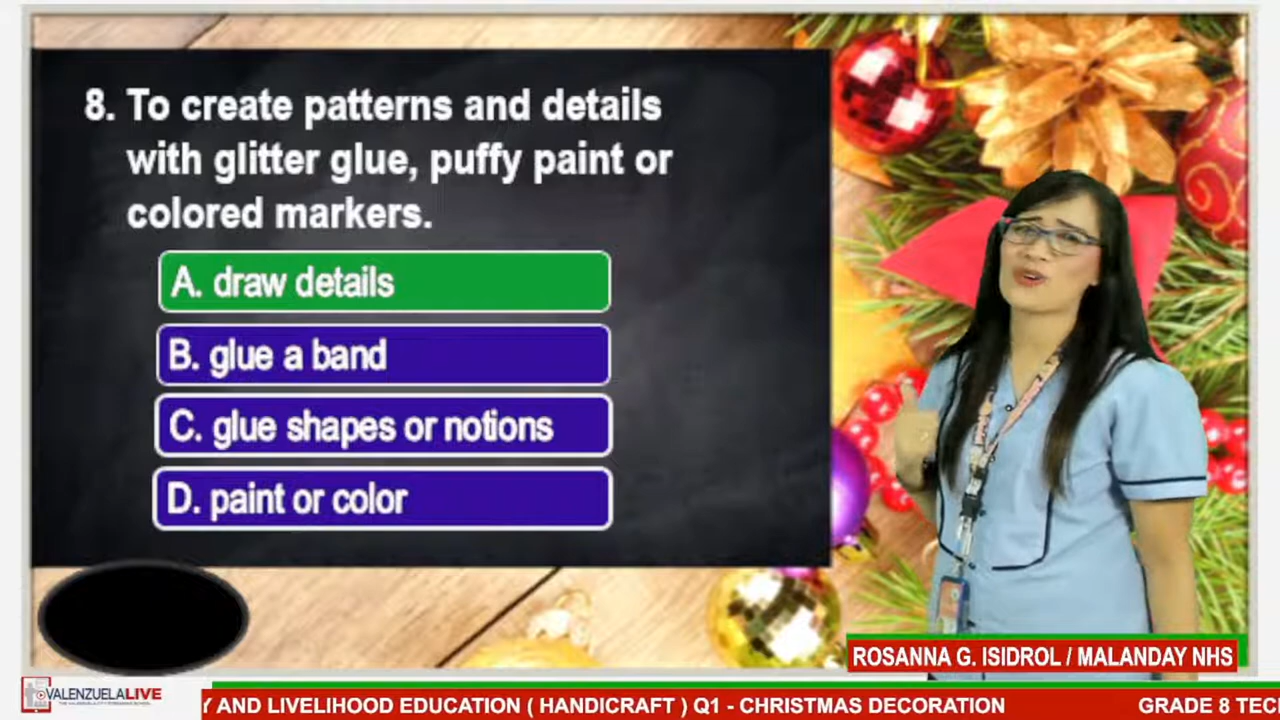 8. To create patterns and details
with glitter glue, puffy paint or
colored markers.
A. draw details
B. glue a band
C. glue shapes or notions
D. paint or color
ROSANNA G. ISIDROL / MALANDAY NHS
VALENZUELALIVE
Y AND LIVELIHOOD EDUCATION ( HANDICRAFT ) Q1 - CHRISTMAS DECORATION GRADE 8 TEC